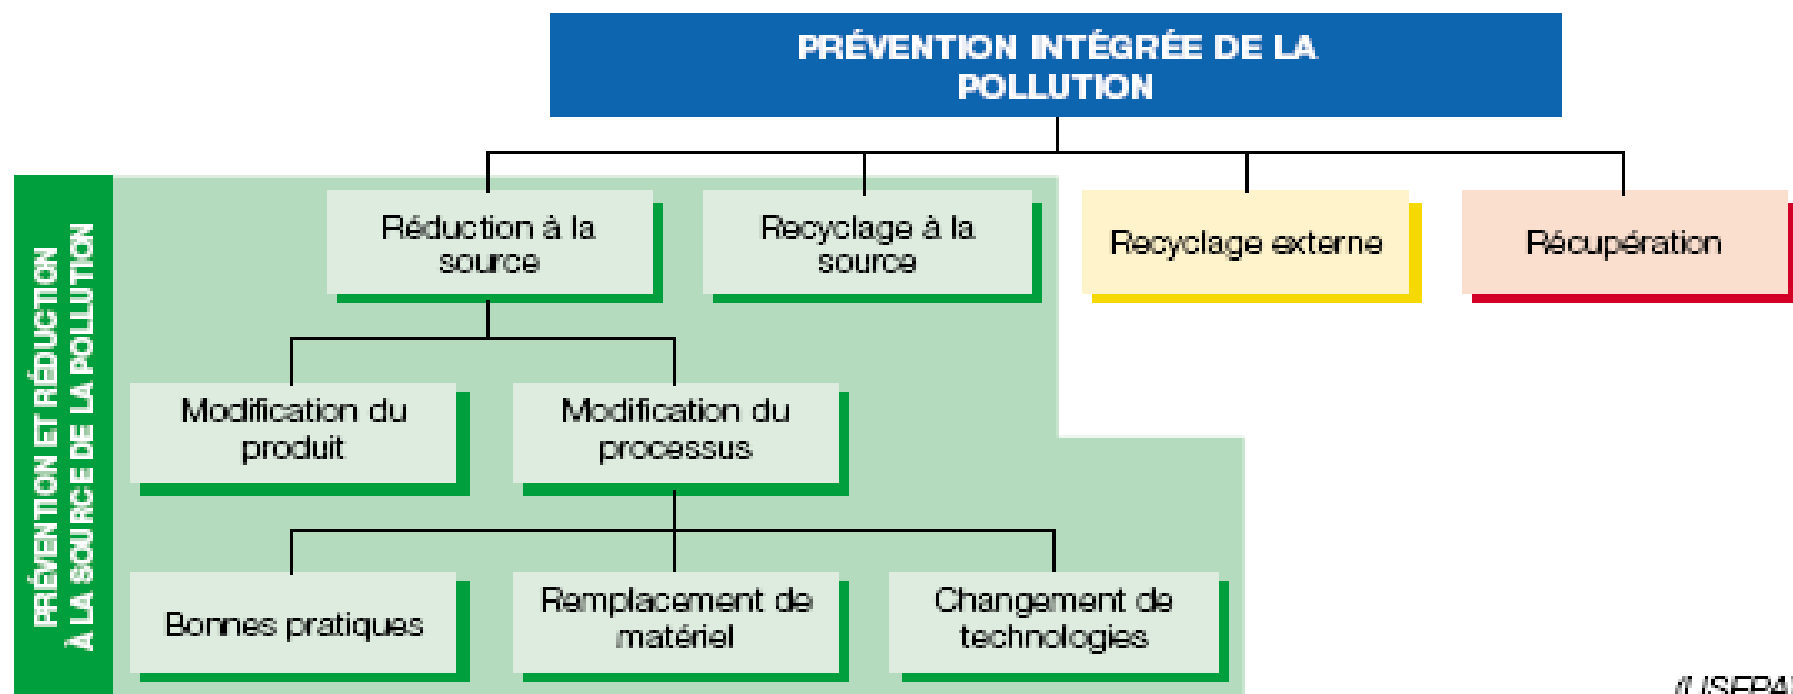 PRÉVENTION INTÉGRÉE DE LA
POLLUTION
PRÉVENTION ET RÉDUCTION
À LA SOURCE DE LA POLLUTION
Réduction à la
source
Recyclage à la
source
Recyclage externe
Récupération
Modification du
produit
Modification du
processus
Bonnes pratiques
Remplacement de
matériel
Changement de
technologies